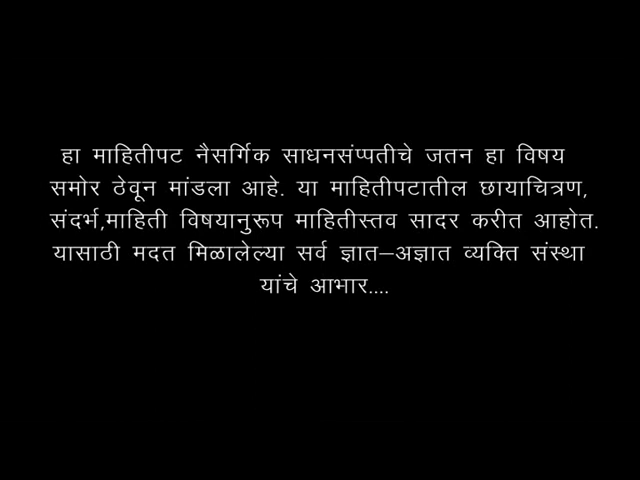 हा माहितीपट नैसर्गिक साधनसंप्पतीचे जतन हा विषय
समोर ठेवून मांडला आहे. या माहितीपटातील छायाचित्रण,
संदर्भ,माहिती विषयानुरूप माहितीस्तव सादर करीत आहोत.
यासाठी मदत मिळालेल्या सर्व ज्ञात–अज्ञात व्यक्ति संस्था
यांचे आभार....